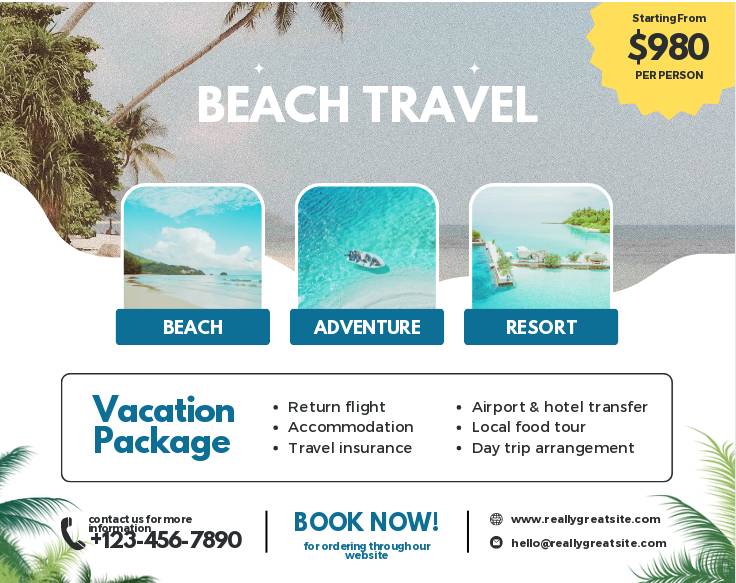 Starting From
$980
PER PERSON
BEACH TRAVEL
BEACH
ADVENTURE
RESORT
Vacation
Package
• Return flight
• Accommodation
• Travel insurance
• Airport & hotel transfer
• Local food tour
• Day trip arrangement
contact us for more
information
+123-456-7890
BOOK NOW!
for ordering through our
website
www.reallygreatsite.com
hello@reallygreatsite.com